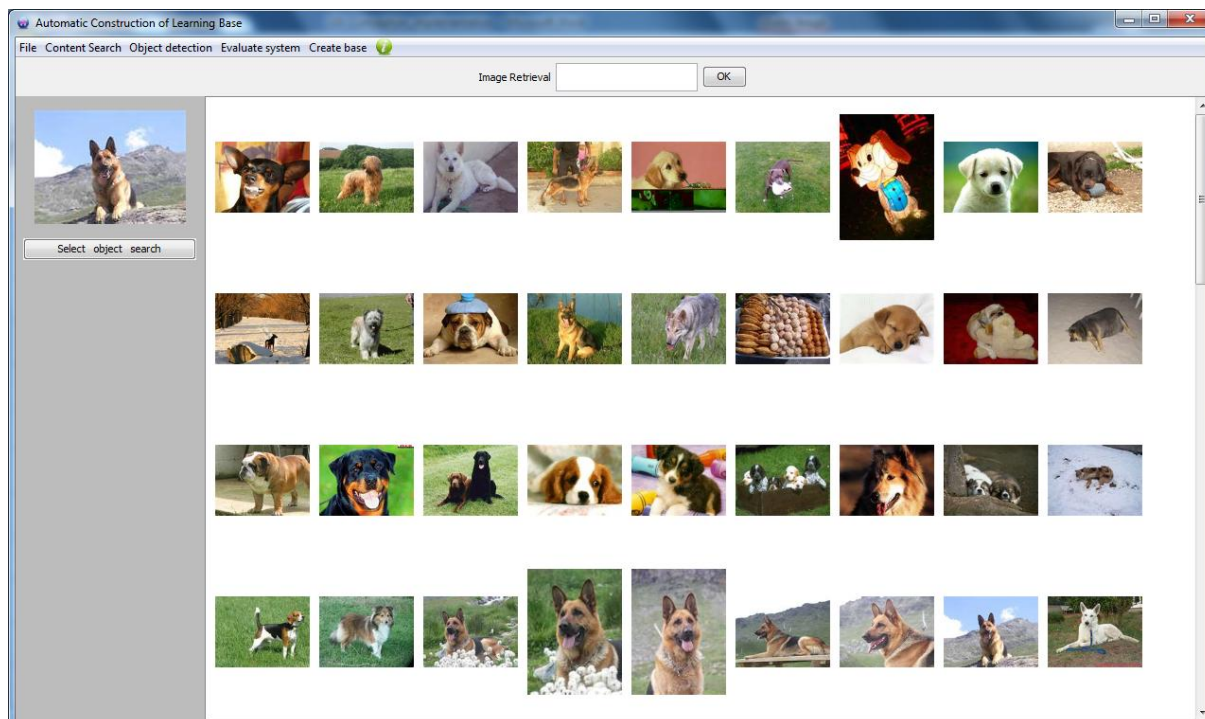 Automatic Construction of Learning Base
File Content Search Object detection Evaluate system Create base
Image Retrieval OK
Select object search